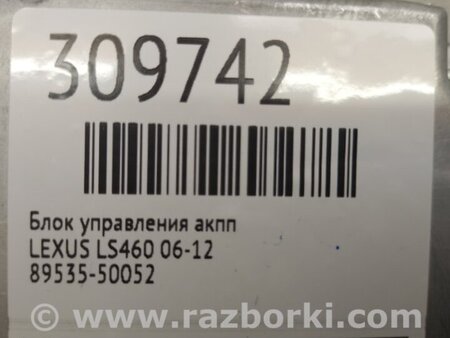 309742
Блок управления акпп
LEXUS LS460 06-12
89535-50052
© www.razborki.com